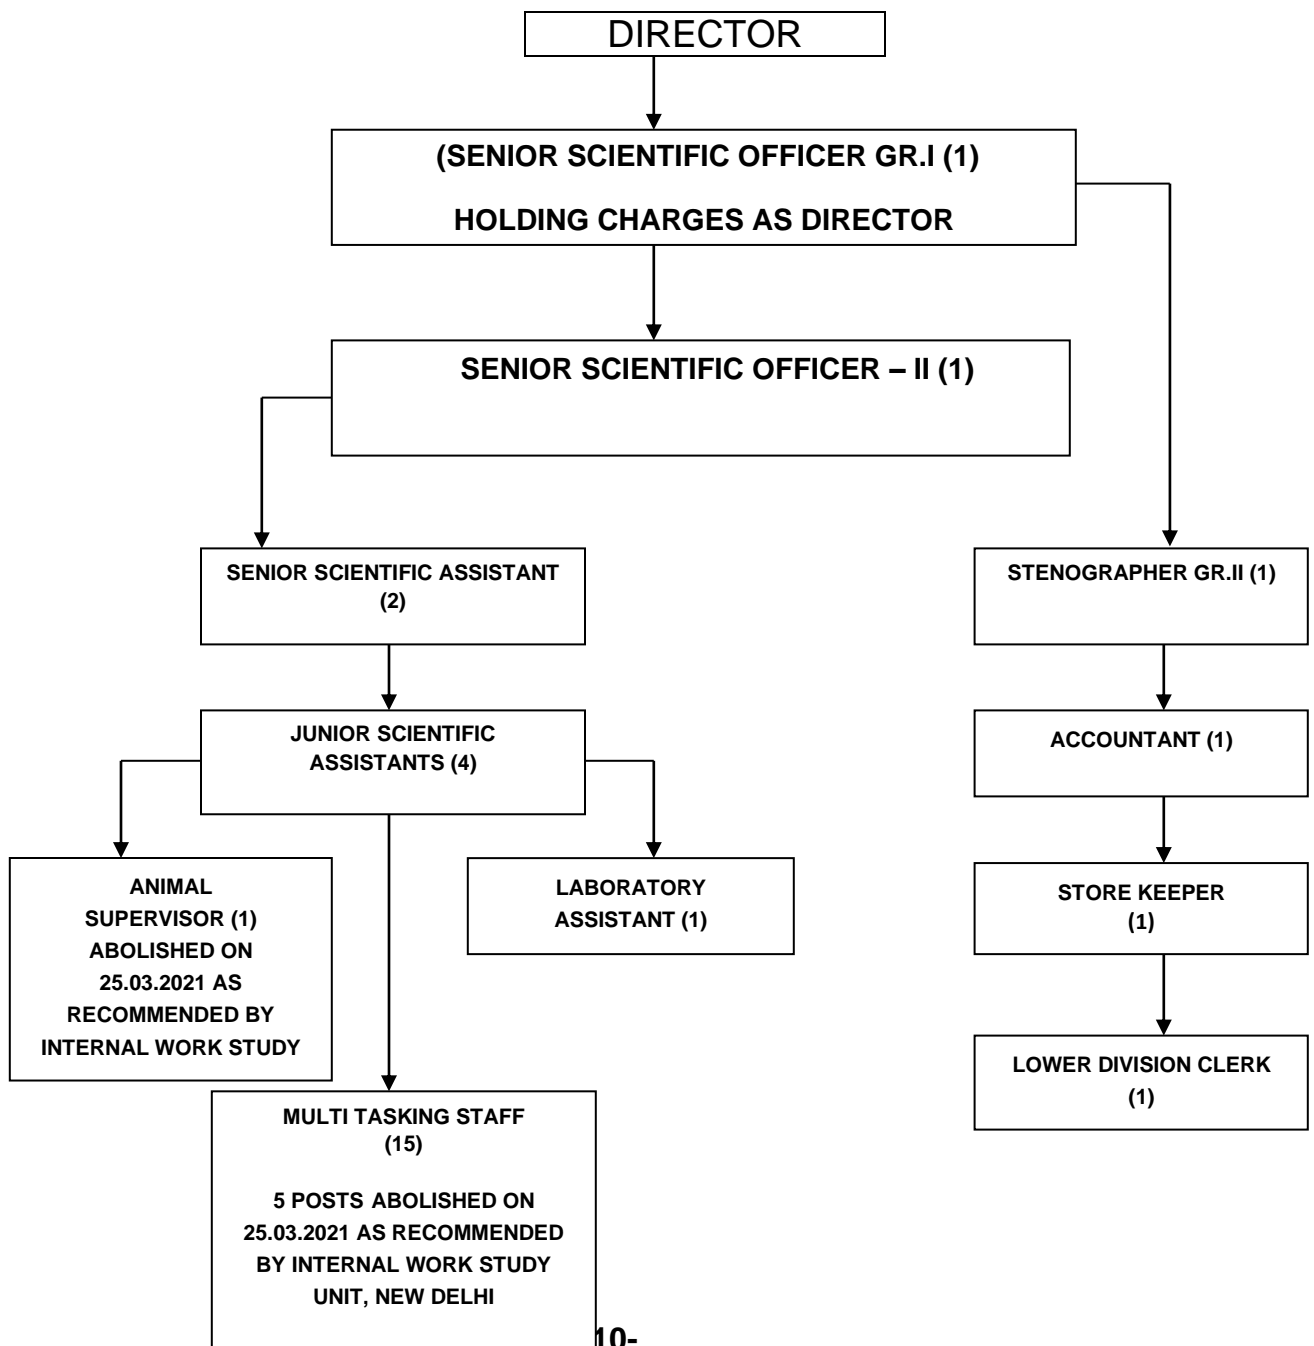 DIRECTOR
(SENIOR SCIENTIFIC OFFICER GR.I (1)
HOLDING CHARGES AS DIRECTOR
SENIOR SCIENTIFIC OFFICER – II (1)
SENIOR SCIENTIFIC ASSISTANT
(2)
STENOGRAPHER GR.II (1)
JUNIOR SCIENTIFIC
ASSISTANTS (4)
ACCOUNTANT (1)
ANIMAL
SUPERVISOR (1)
ABOLISHED ON
25.03.2021 AS
RECOMMENDED BY
INTERNAL WORK STUDY
LABORATORY
ASSISTANT (1)
STORE KEEPER
(1)
LOWER DIVISION CLERK
(1)
MULTI TASKING STAFF
(15)
5 POSTS ABOLISHED ON
25.03.2021 AS RECOMMENDED
BY INTERNAL WORK STUDY
UNIT, NEW DELHI
10-